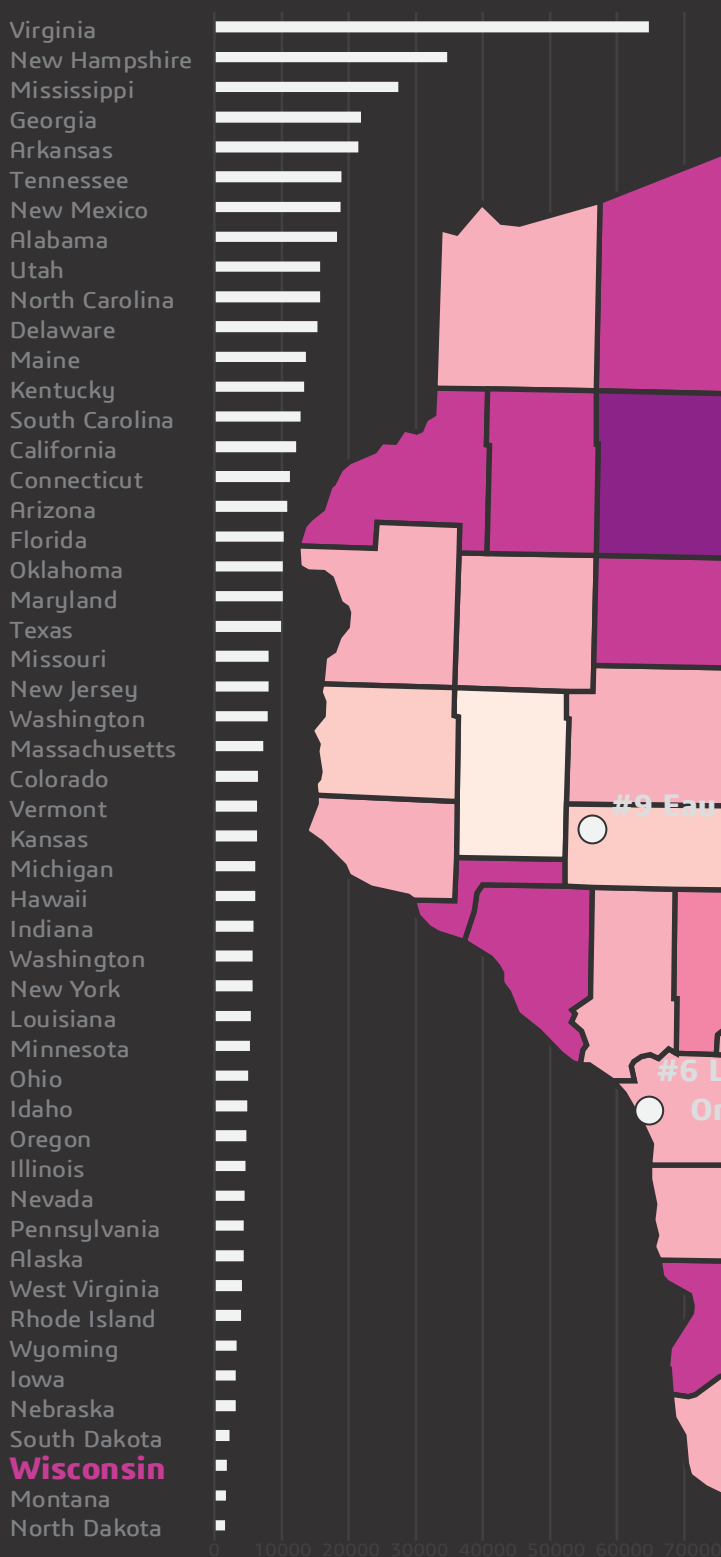 Virginia
New Hampshire
Mississippi
Georgia
Arkansas
Tennessee
New Mexico
Alabama
Utah
North Carolina
Delaware
Maine
Kentucky
South Carolina
California
Connecticut
Arizona
Florida
Oklahoma
Maryland
Texas
Missouri
New Jersey
Washington
Massachusetts
Colorado
Vermont
#9 Eau
Kansas
Michigan
Hawaii
Indiana
Washington
New York
Louisiana
Minnesota
Ohio
#6 L
Idaho
Or
Oregon
Illinois
Nevada
Pennsylvania
Alaska
West Virginia
Rhode Island
Wyoming
Iowa
Nebraska
South Dakota
Wisconsin
Montana
North Dakota
0 10000 20000 30000 40000 50000 60000 70000